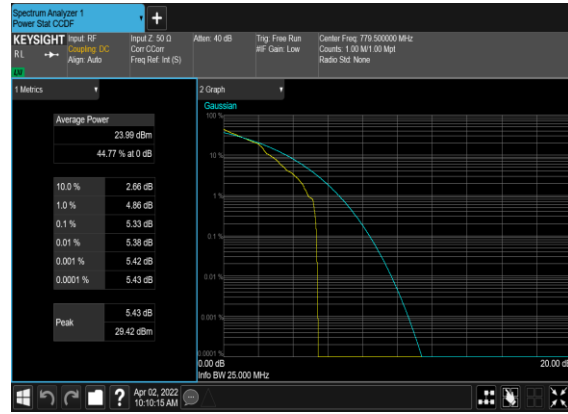 Spectrum Analyzer 1
Power Stat CCDF
KEYSIGHT
RL
LXI
Input: RF
Coupling: DC
Align: Auto
Input Z: 50 Ω
Corr CCorr
Freq Ref: Int (S)
Atten: 40 dB
Trig: Free Run
#IF Gain: Low
Center Freq: 779.500000 MHz
Counts: 1.00 M/1.00 Mpt
Radio Std: None
1 Metrics
Average Power
23.99 dBm
44.77 % at 0 dB
10.0 % 2.66 dB
1.0 % 4.86 dB
0.1 % 5.33 dB
0.01 % 5.38 dB
0.001 % 5.42 dB
0.0001 % 5.43 dB
Peak
5.43 dB
29.42 dBm
2 Graph
Gaussian
100 %
10 %
1 %
0.1 %
0.01 %
0.001 %
0.0001 %
0.00 dB
20.00 dB
Info BW 25.000 MHz
?
Apr 02, 2022
10:10:15 AM